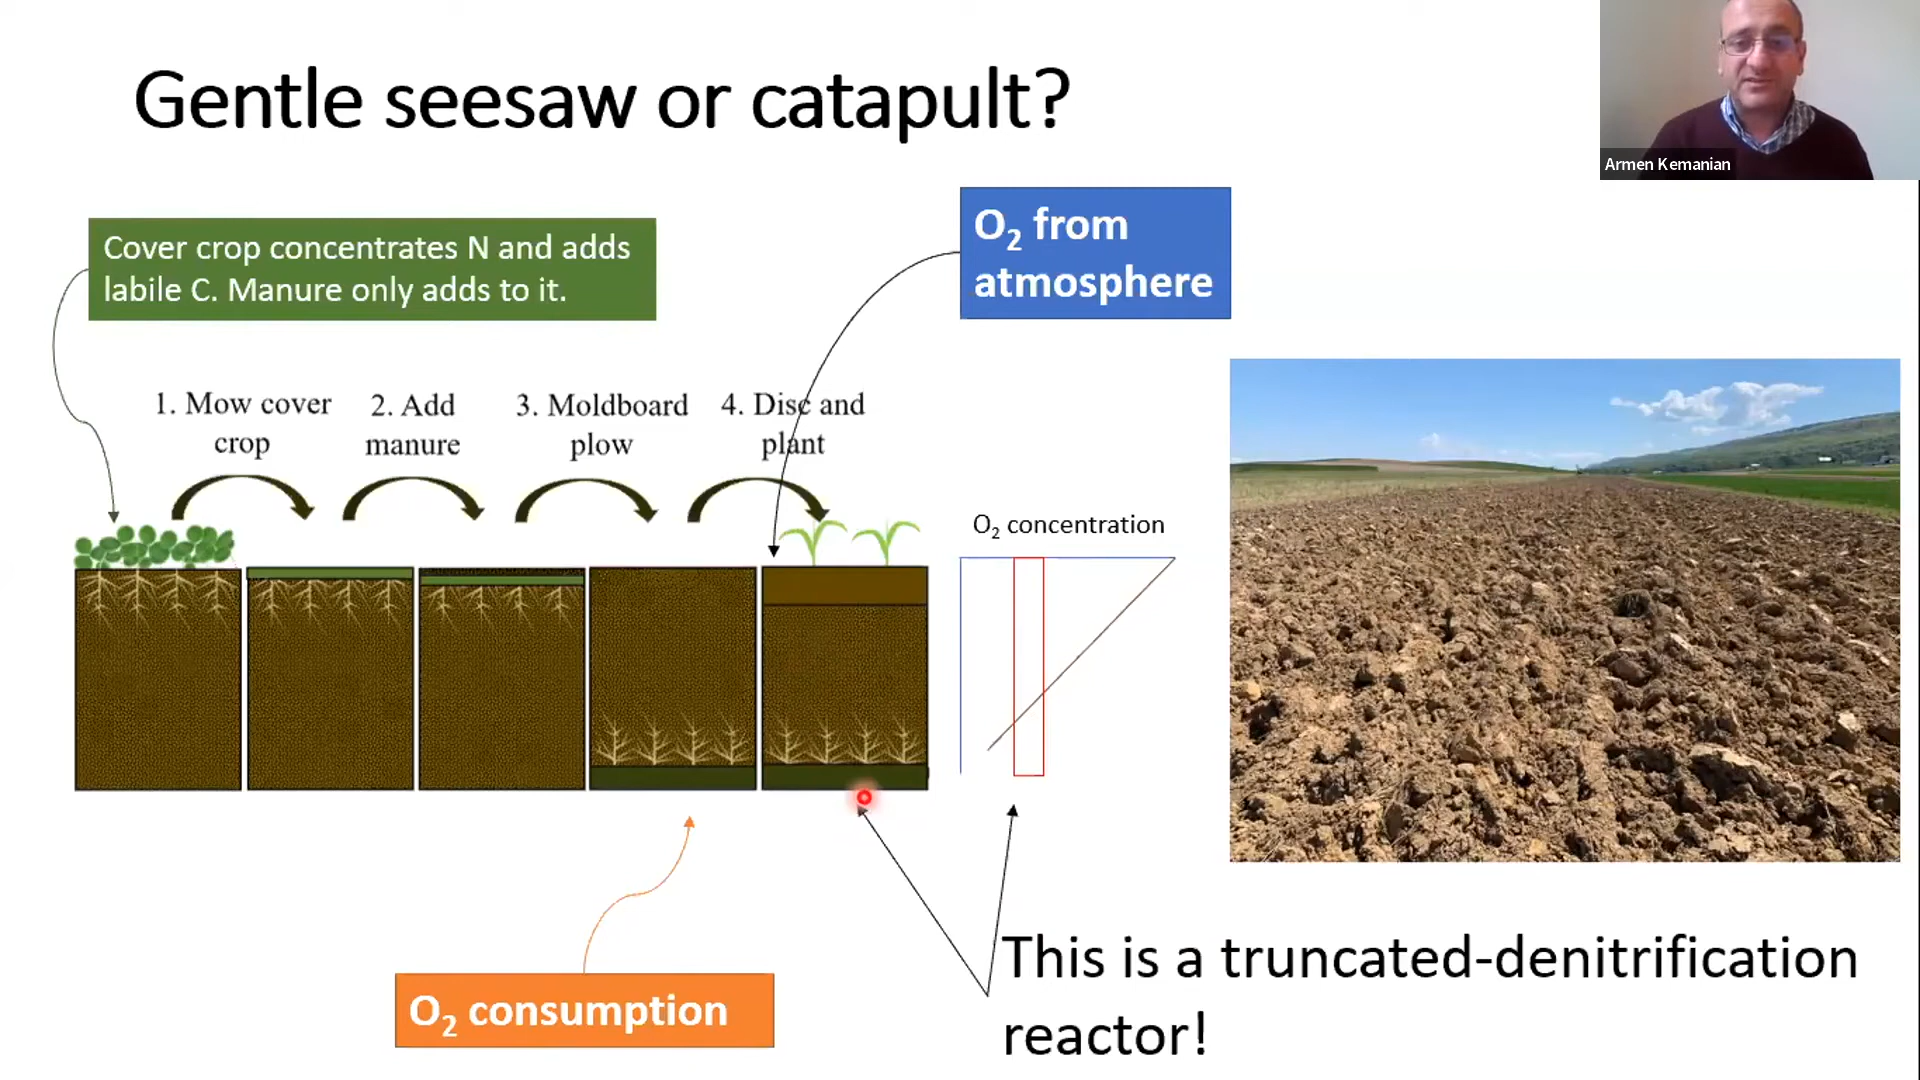 Gentle seesaw or catapult?
Armen Kemanian
Cover crop concentrates N and adds
labile C. Manure only adds to it.
O₂ from
atmosphere
1. Mow cover
crop
2. Add
manure
3. Moldboard
plow
4. Disc and
plant
O₂ concentration
O₂ consumption
This is a truncated-denitrification
reactor!